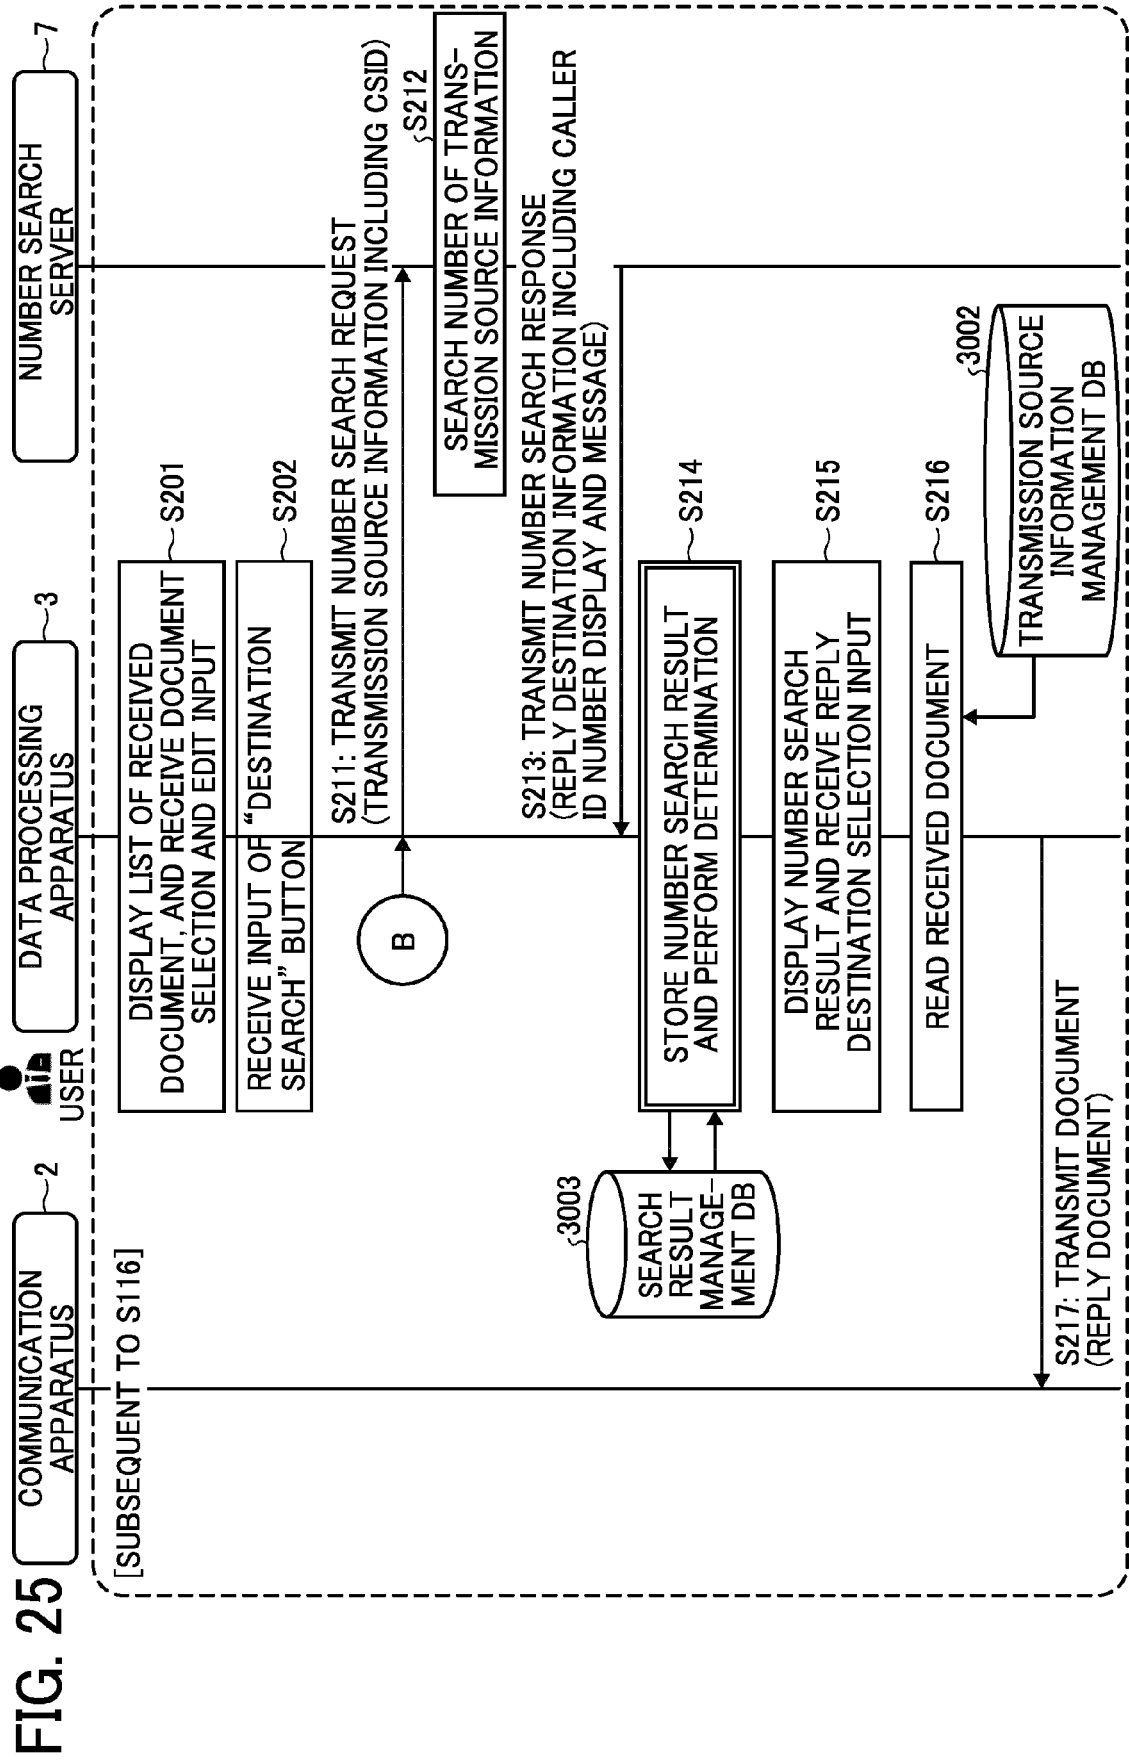 FIG. 25
COMMUNICATION
APPARATUS
2
USER
DATA PROCESSING
APPARATUS
3
NUMBER SEARCH
SERVER
7
[SUBSEQUENT TO S116]
DISPLAY LIST OF RECEIVED
DOCUMENT, AND RECEIVE DOCUMENT
SELECTION AND EDIT INPUT
S201
RECEIVE INPUT OF "DESTINATION
SEARCH" BUTTON
S202
S211: TRANSMIT NUMBER SEARCH REQUEST
(TRANSMISSION SOURCE INFORMATION INCLUDING CSID)
B
S212
SEARCH NUMBER OF TRANS-
MISSION SOURCE INFORMATION
S213: TRANSMIT NUMBER SEARCH RESPONSE
(REPLY DESTINATION INFORMATION INCLUDING CALLER
ID NUMBER DISPLAY AND MESSAGE)
3003
SEARCH
RESULT
MANAGE-
MENT DB
STORE NUMBER SEARCH RESULT
AND PERFORM DETERMINATION
S214
DISPLAY NUMBER SEARCH
RESULT AND RECEIVE REPLY
DESTINATION SELECTION INPUT
S215
READ RECEIVED DOCUMENT
S216
3002
TRANSMISSION SOURCE
INFORMATION
MANAGEMENT DB
S217: TRANSMIT DOCUMENT
(REPLY DOCUMENT)